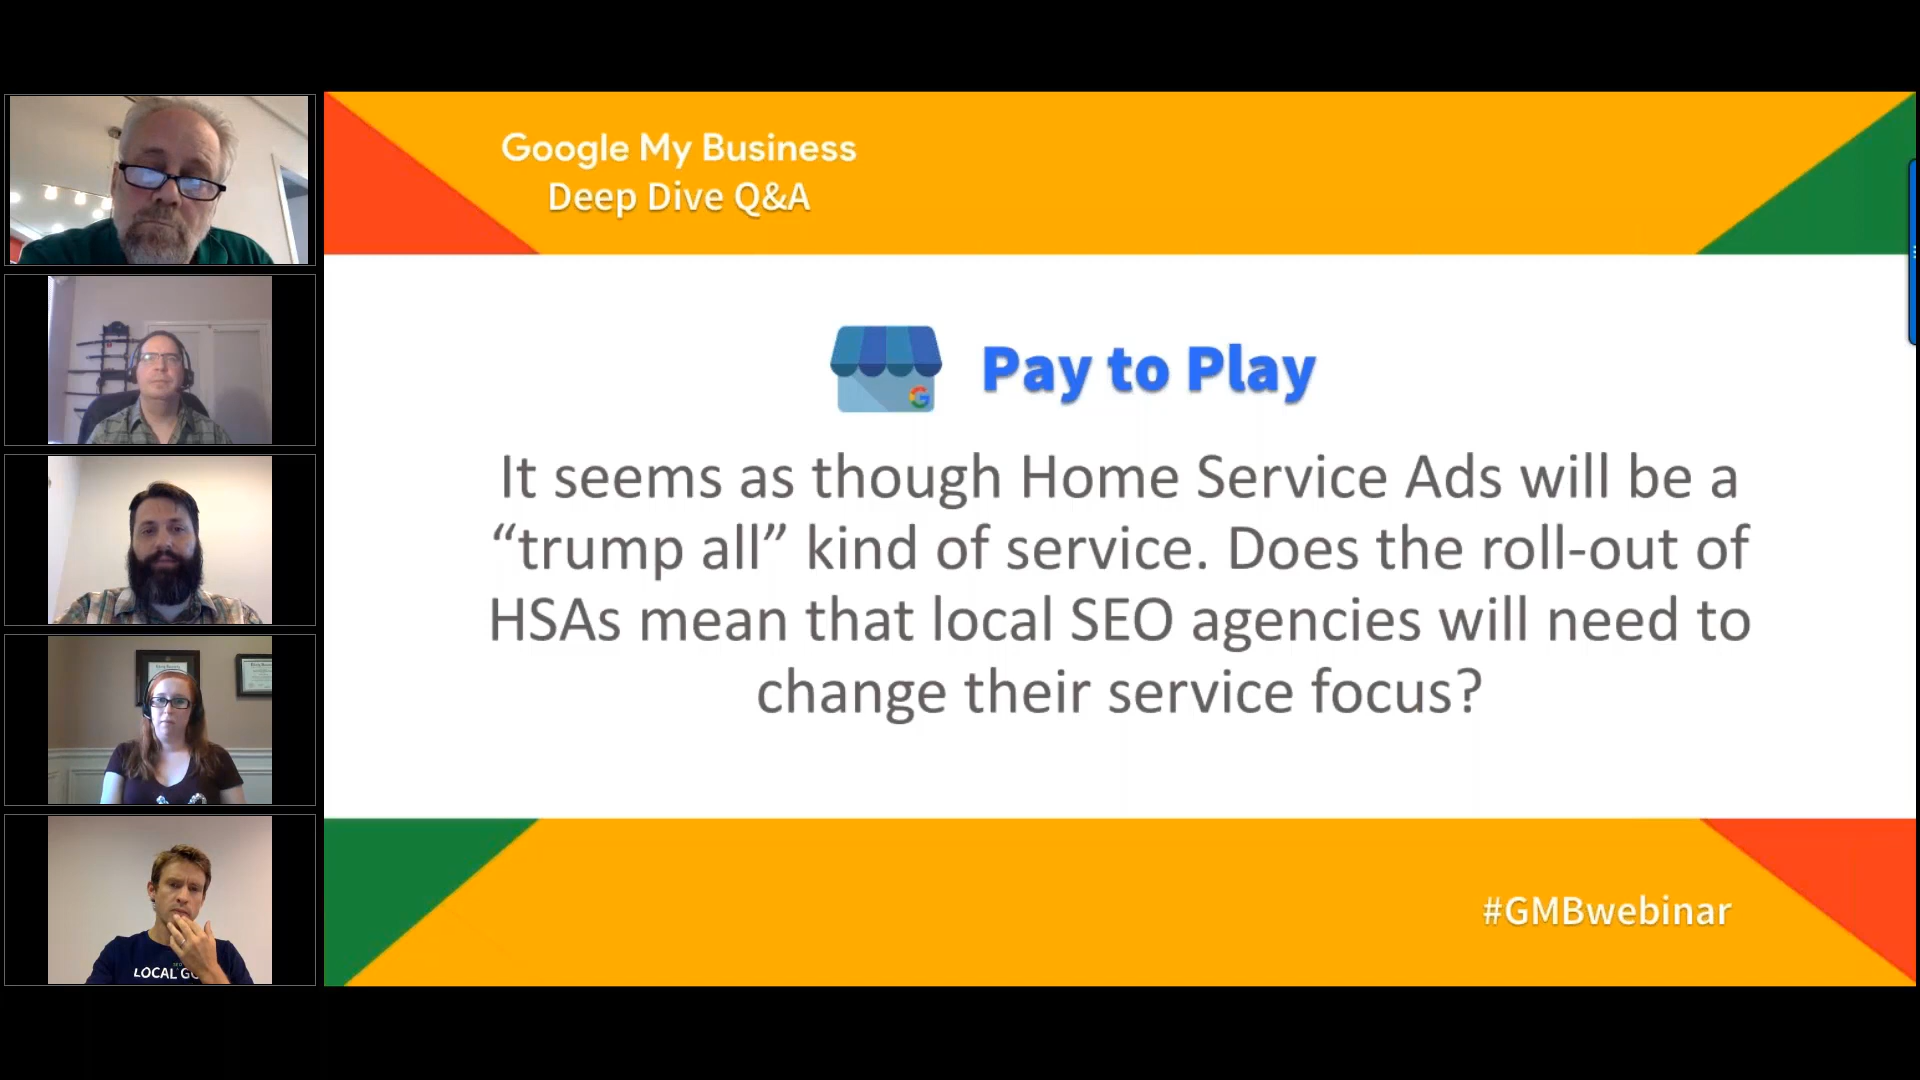 Google My Business
Deep Dive Q&A
Pay to Play
It seems as though Home Service Ads will be a
“trump all” kind of service. Does the roll-out of
HSAs mean that local SEO agencies will need to
change their service focus?
#GMBwebinar
LOCAL